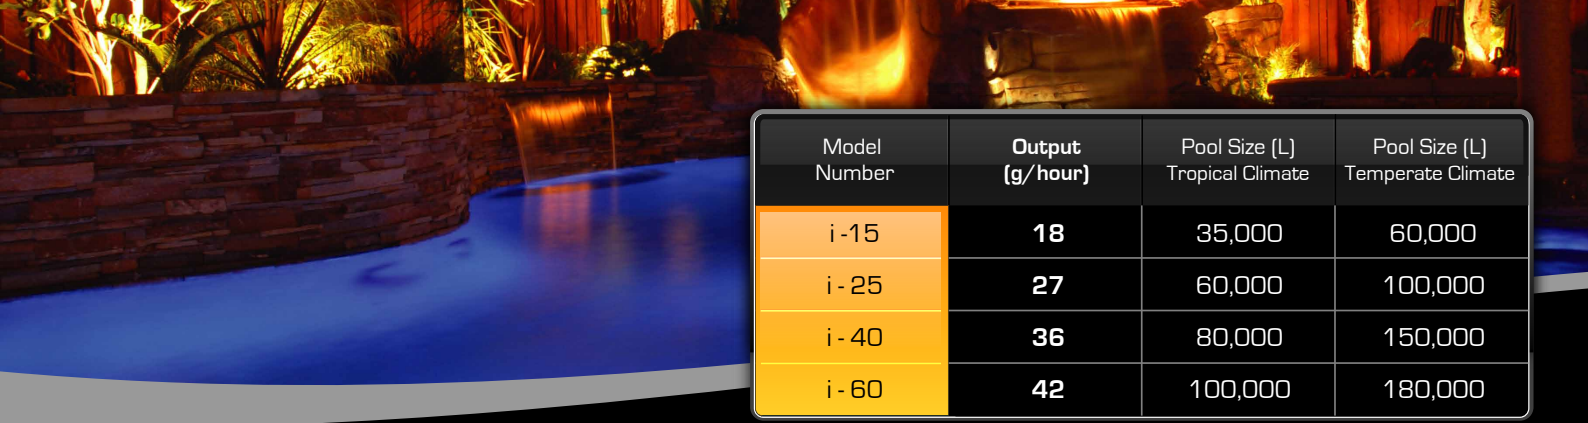 Model Number Output (g/hour) Pool Size (L) Tropical Climate Pool Size (L) Temperate Climate
i-15 18 35,000 60,000
i-25 27 60,000 100,000
i-40 36 80,000 150,000
i-60 42 100,000 180,000